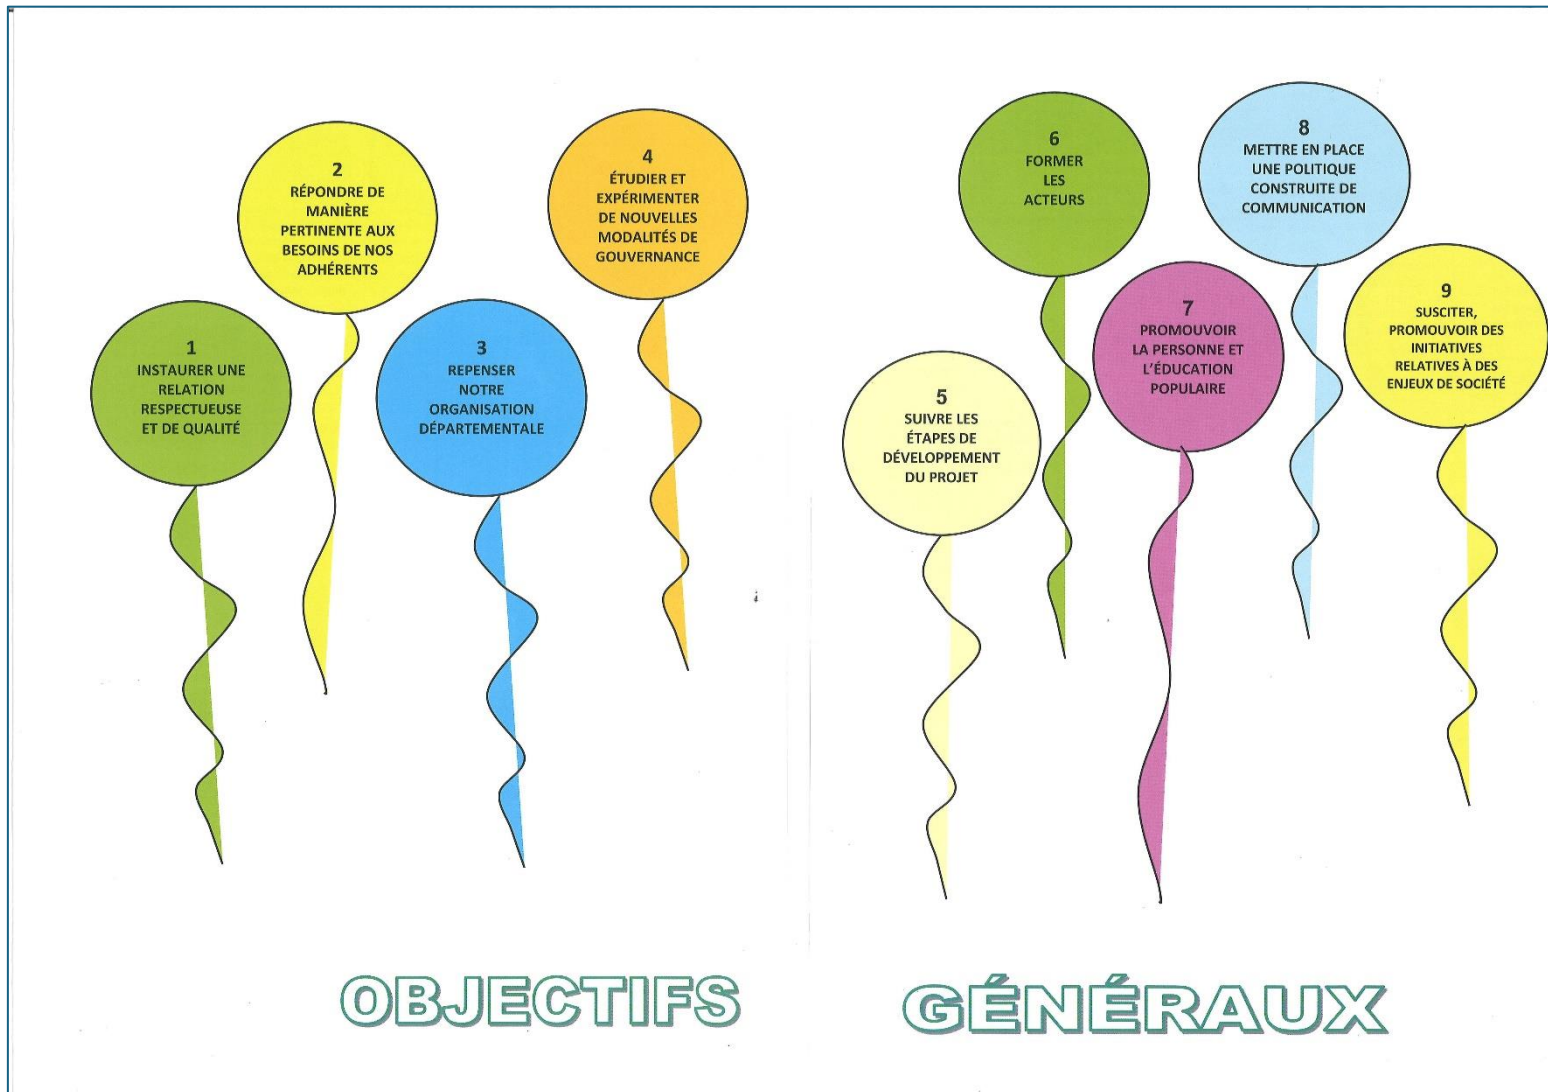 1
INSTAURER UNE
RELATION
RESPECTUEUSE
ET DE QUALITÉ
2
RÉPONDRE DE
MANIÈRE
PERTINENTE AUX
BESOINS DE NOS
ADHÉRENTS
3
REPENSER
NOTRE
ORGANISATION
DÉPARTEMENTALE
4
ÉTUDIER ET
EXPÉRIMENTER
DE NOUVELLES
MODALITÉS DE
GOUVERNANCE
5
SUIVRE LES
ÉTAPES DE
DÉVELOPPEMENT
DU PROJET
6
FORMER
LES
ACTEURS
7
PROMOUVOIR
LA PERSONNE ET
L'ÉDUCATION
POPULAIRE
8
METTRE EN PLACE
UNE POLITIQUE
CONSTRUITE DE
COMMUNICATION
9
SUSCITER,
PROMOUVOIR DES
INITIATIVES
RELATIVES À DES
ENJEUX DE SOCIÉTÉ
OBJECTIFS GÉNÉRAUX